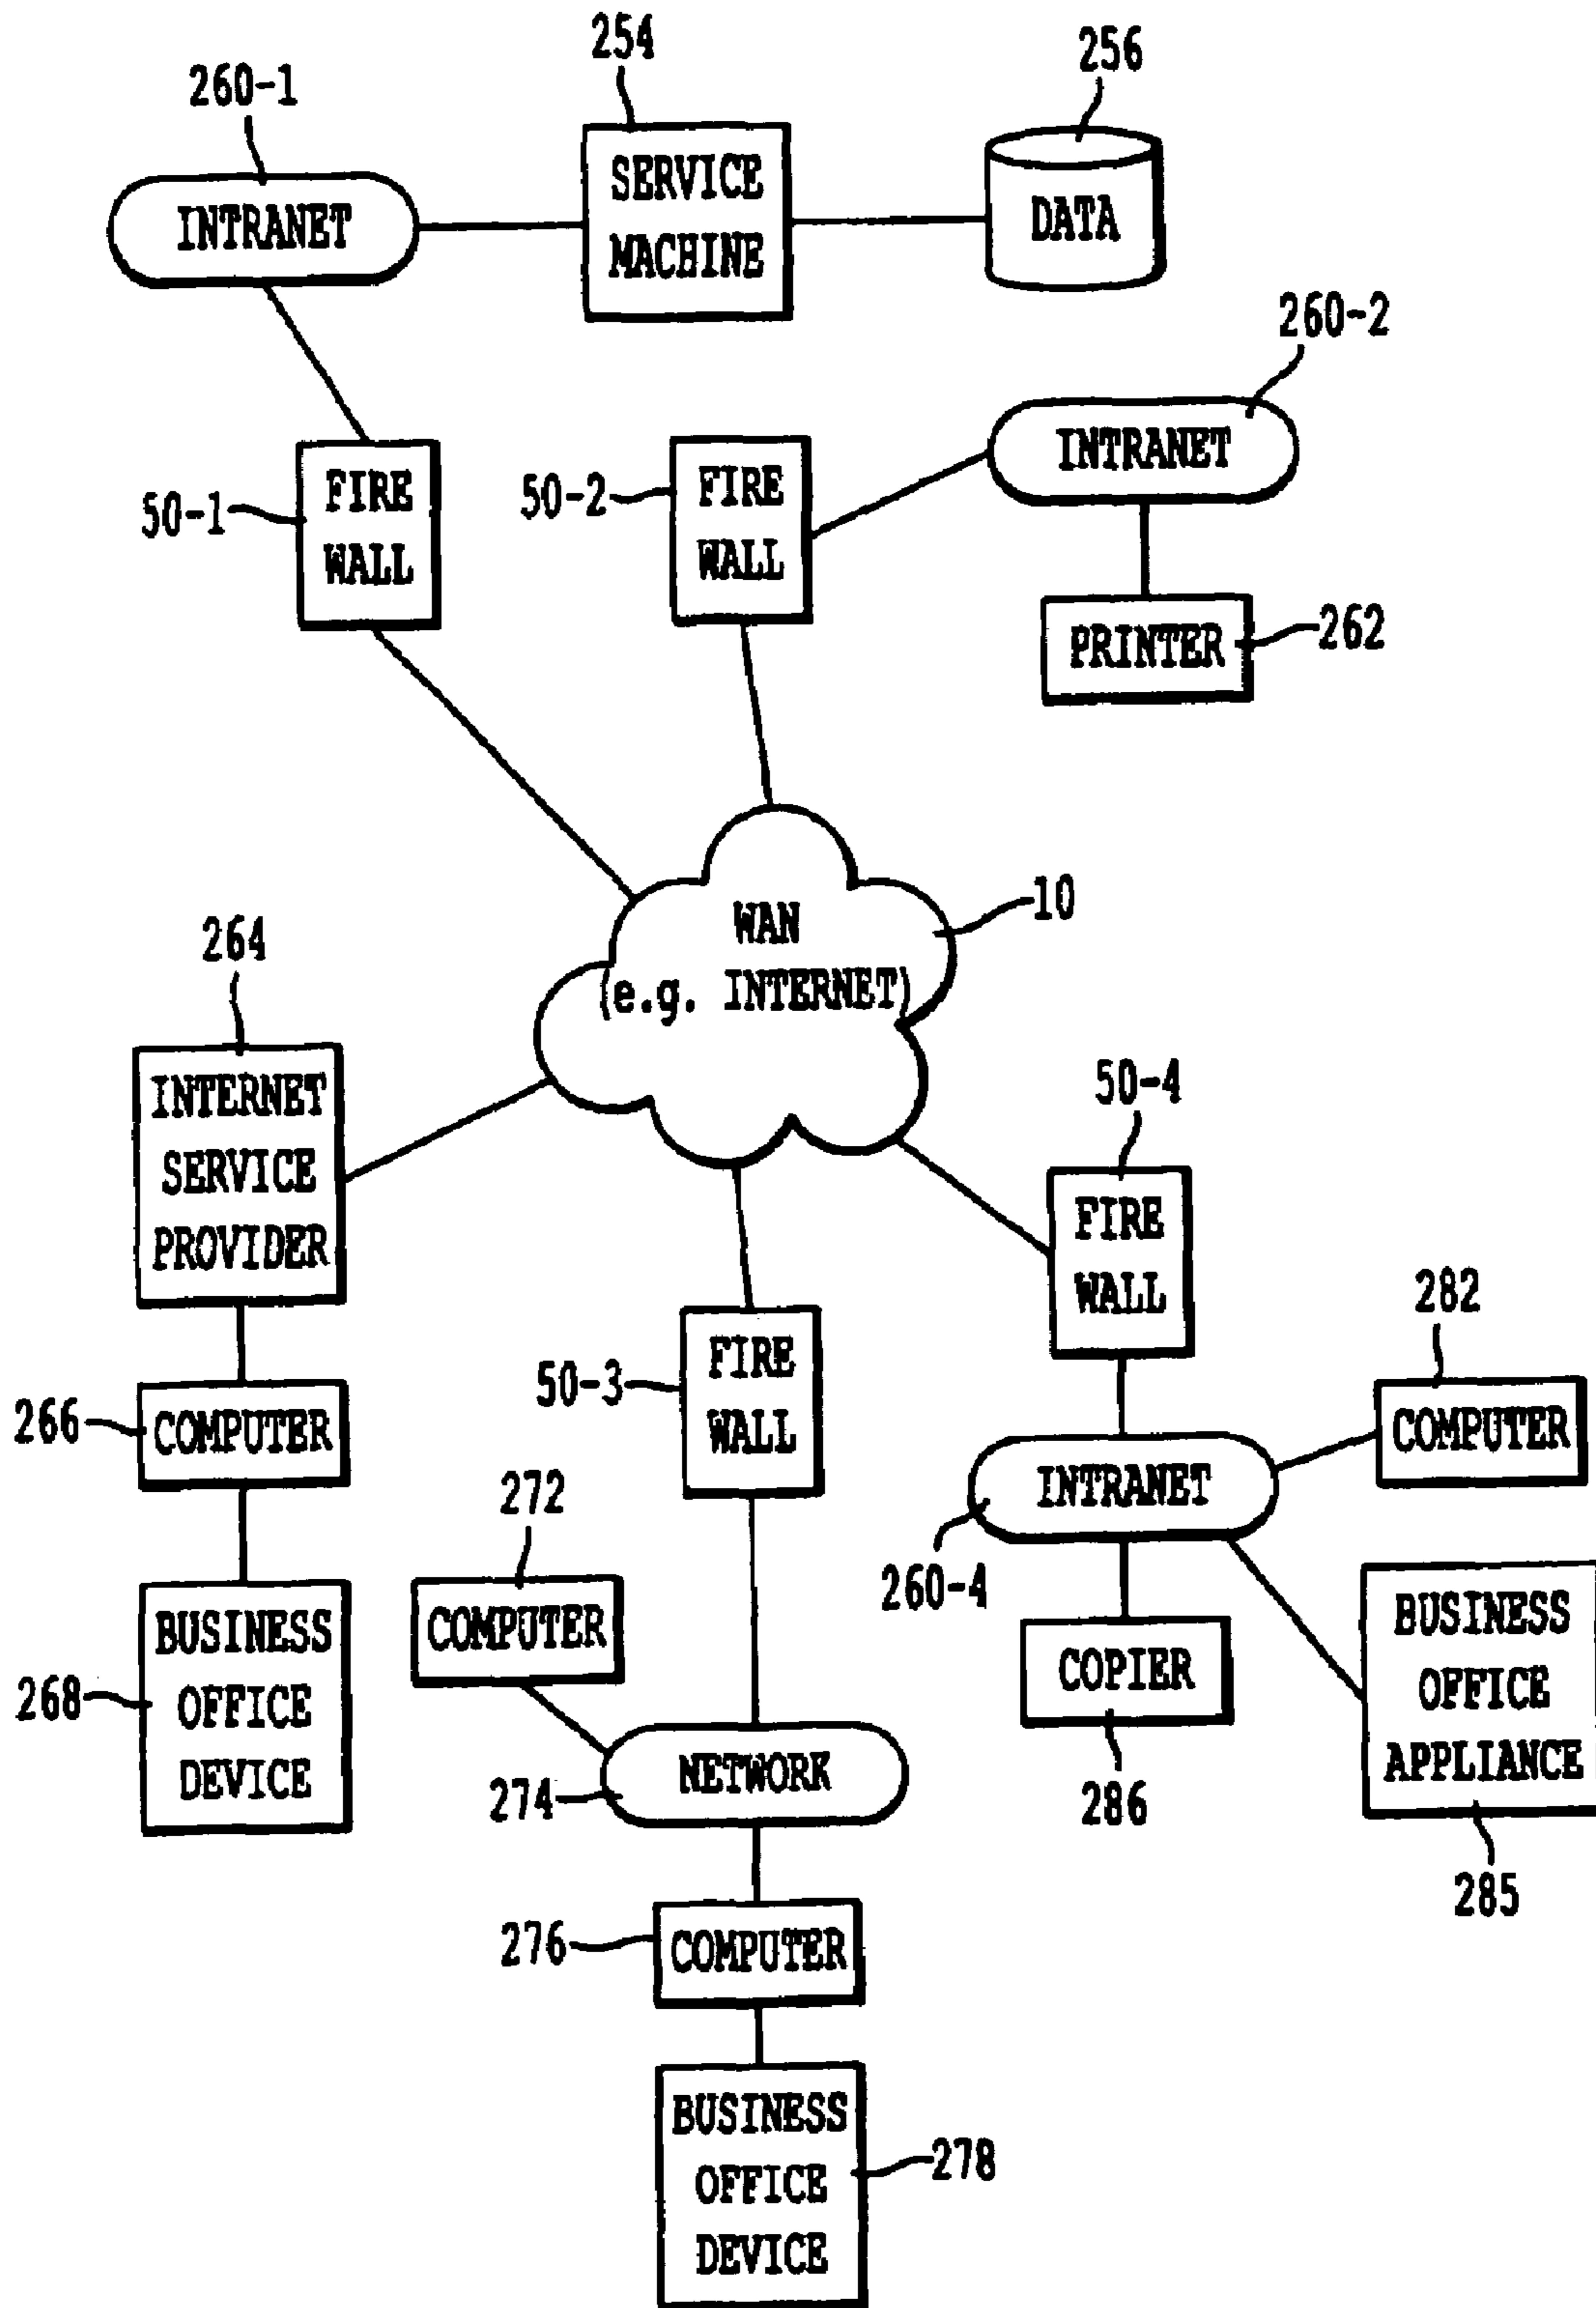 254
256
260-1
SERVICE
MACHINE
INTRANET
DATA
260-2
INTRANET
50-1
FIRE
WALL
50-2
FIRE
WALL
PRINTER
262
10
WAN
(e.g. INTERNET)
264
INTERNET
SERVICE
PROVIDER
50-4
FIRE
WALL
282
50-3
FIRE
WALL
266
COMPUTER
COMPUTER
272
INTRANET
260-4
COMPUTER
BUSINESS
OFFICE
DEVICE
268
COPIER
286
BUSINESS
OFFICE
APPLIANCE
285
NETWORK
274
276
COMPUTER
BUSINESS
OFFICE
DEVICE
278